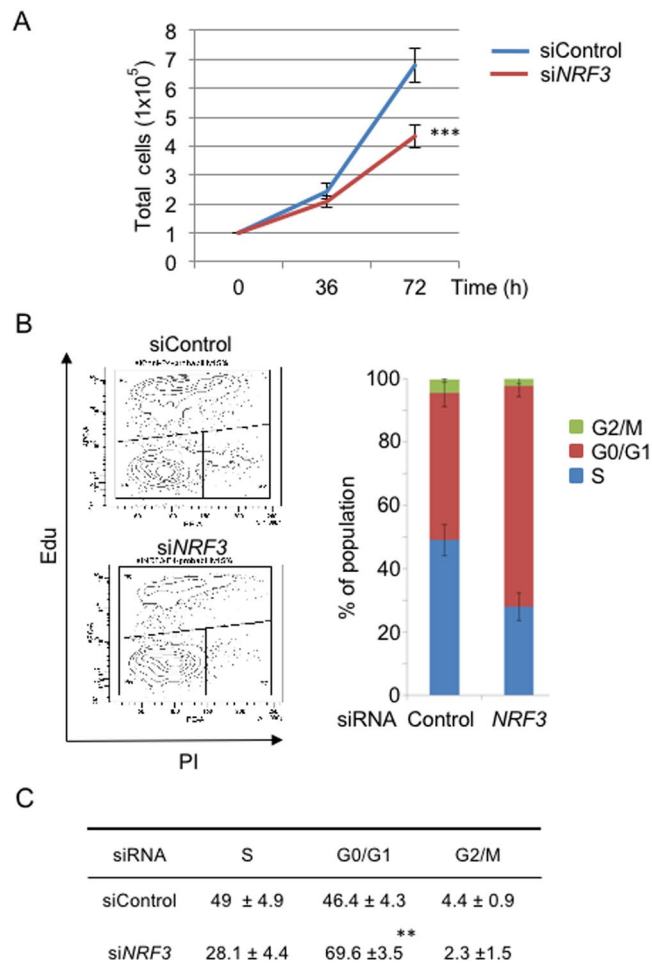 A
8
7
6
5
4
3
2
1
0
Total cells (1x10⁵)
siControl
siNRF3
***
0 36 72 Time (h)
B
siControl
siNRF3
Edu
PI
100
80
60
40
20
0
% of population
G2/M
G0/G1
S
siRNA Control NRF3
C
siRNA S G0/G1 G2/M
siControl 49 ± 4.9 46.4 ± 4.3 4.4 ± 0.9
**
siNRF3 28.1 ± 4.4 69.6 ±3.5 2.3 ±1.5